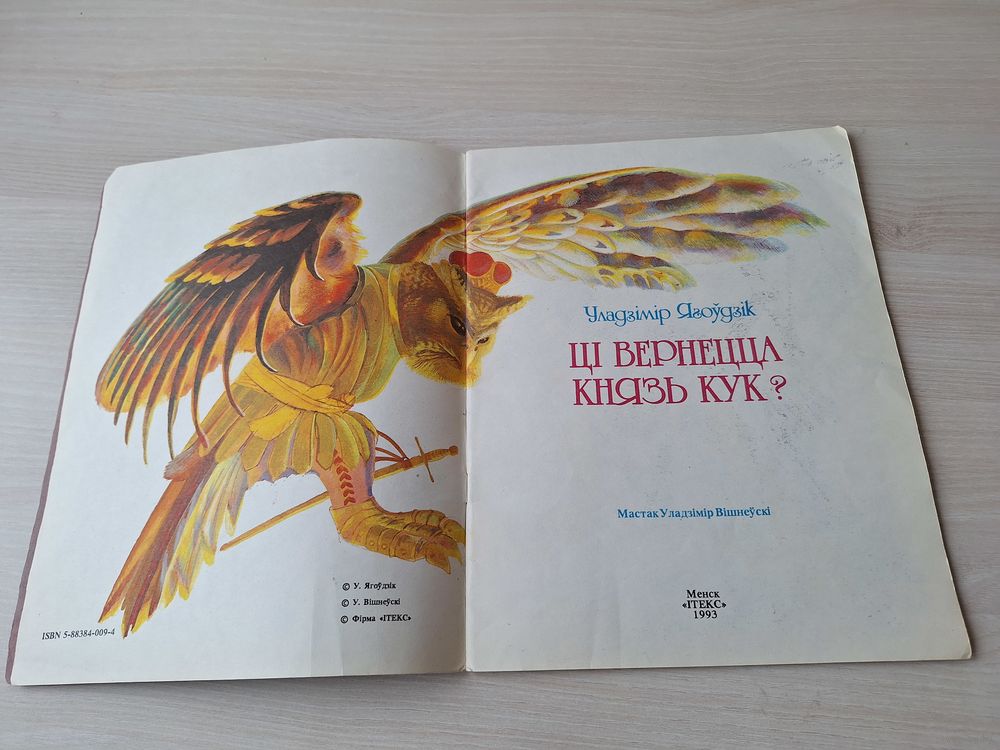 © У. Ягоўдзік
© У. Вішнеўскі
© Фірма «ІТЕКС»
ISBN 5-88384-009-4
Уладзімір Ягоўдзік
ЦІ ВЕРНЕЦЦА
КНЯЗЬ КУК?
Мастак Уладзімір Вішнеўскі
Менск
«ІТЕКС»
1993